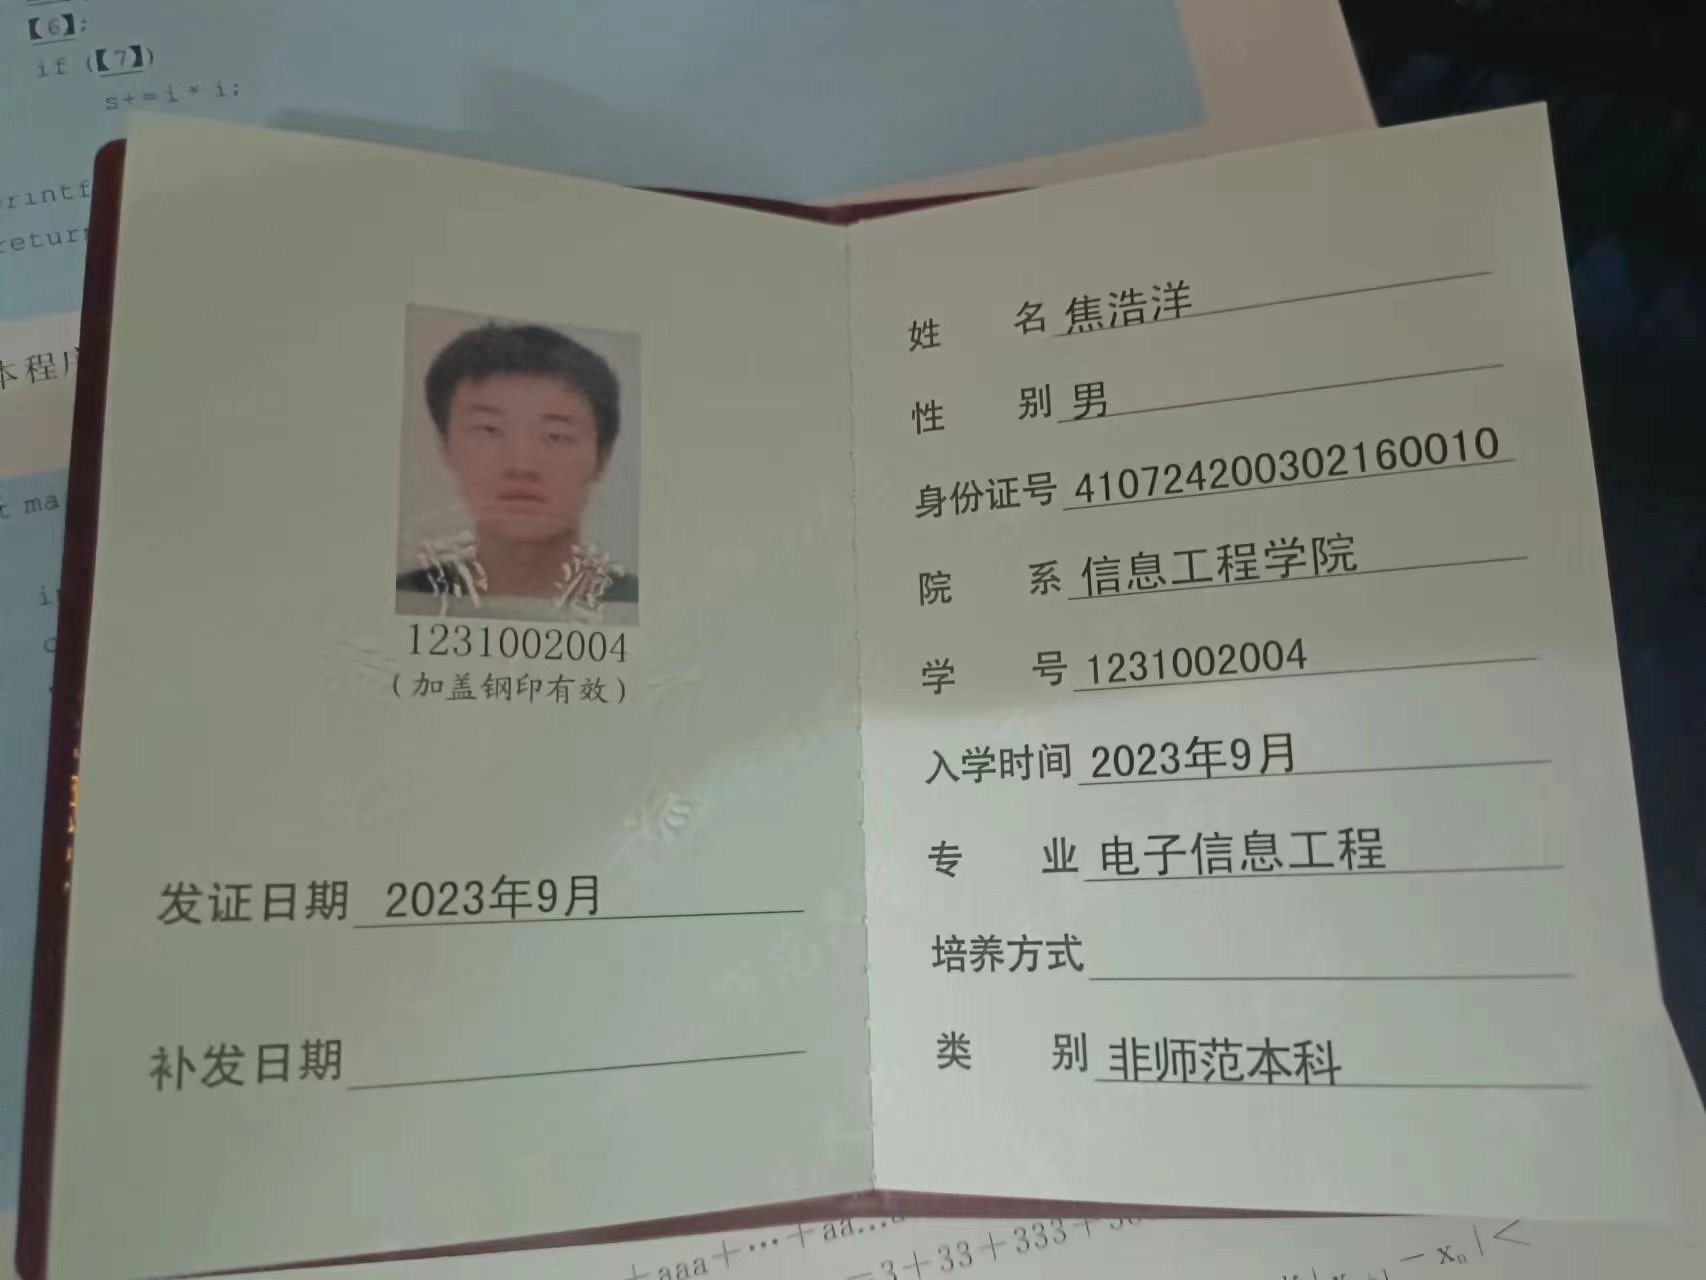 【6】;
if (【7】)
s+=i*i;
printf
return
本程序
1231002004
(加盖钢印有效)
发证日期 2023年9月
补发日期
姓名 焦浩洋
性别 男
身份证号 410724200302160010
院系 信息工程学院
学号 1231002004
入学时间 2023年9月
专业 电子信息工程
培养方式
类别 非师范本科
+aaa+…+aa…
=3+33+333+
- xₙ| <